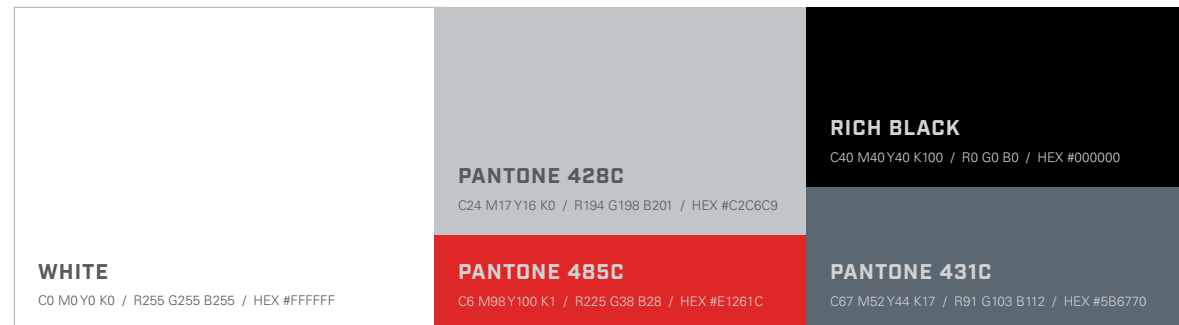 WHITE
C0 M0 Y0 K0 / R255 G255 B255 / HEX #FFFFFF
PANTONE 428C
C24 M17 Y16 K0 / R194 G198 B201 / HEX #C2C6C9
PANTONE 485C
C6 M98 Y100 K1 / R225 G38 B28 / HEX #E1261C
RICH BLACK
C40 M40 Y40 K100 / R0 G0 B0 / HEX #000000
PANTONE 431C
C67 M52 Y44 K17 / R91 G103 B112 / HEX #5B6770